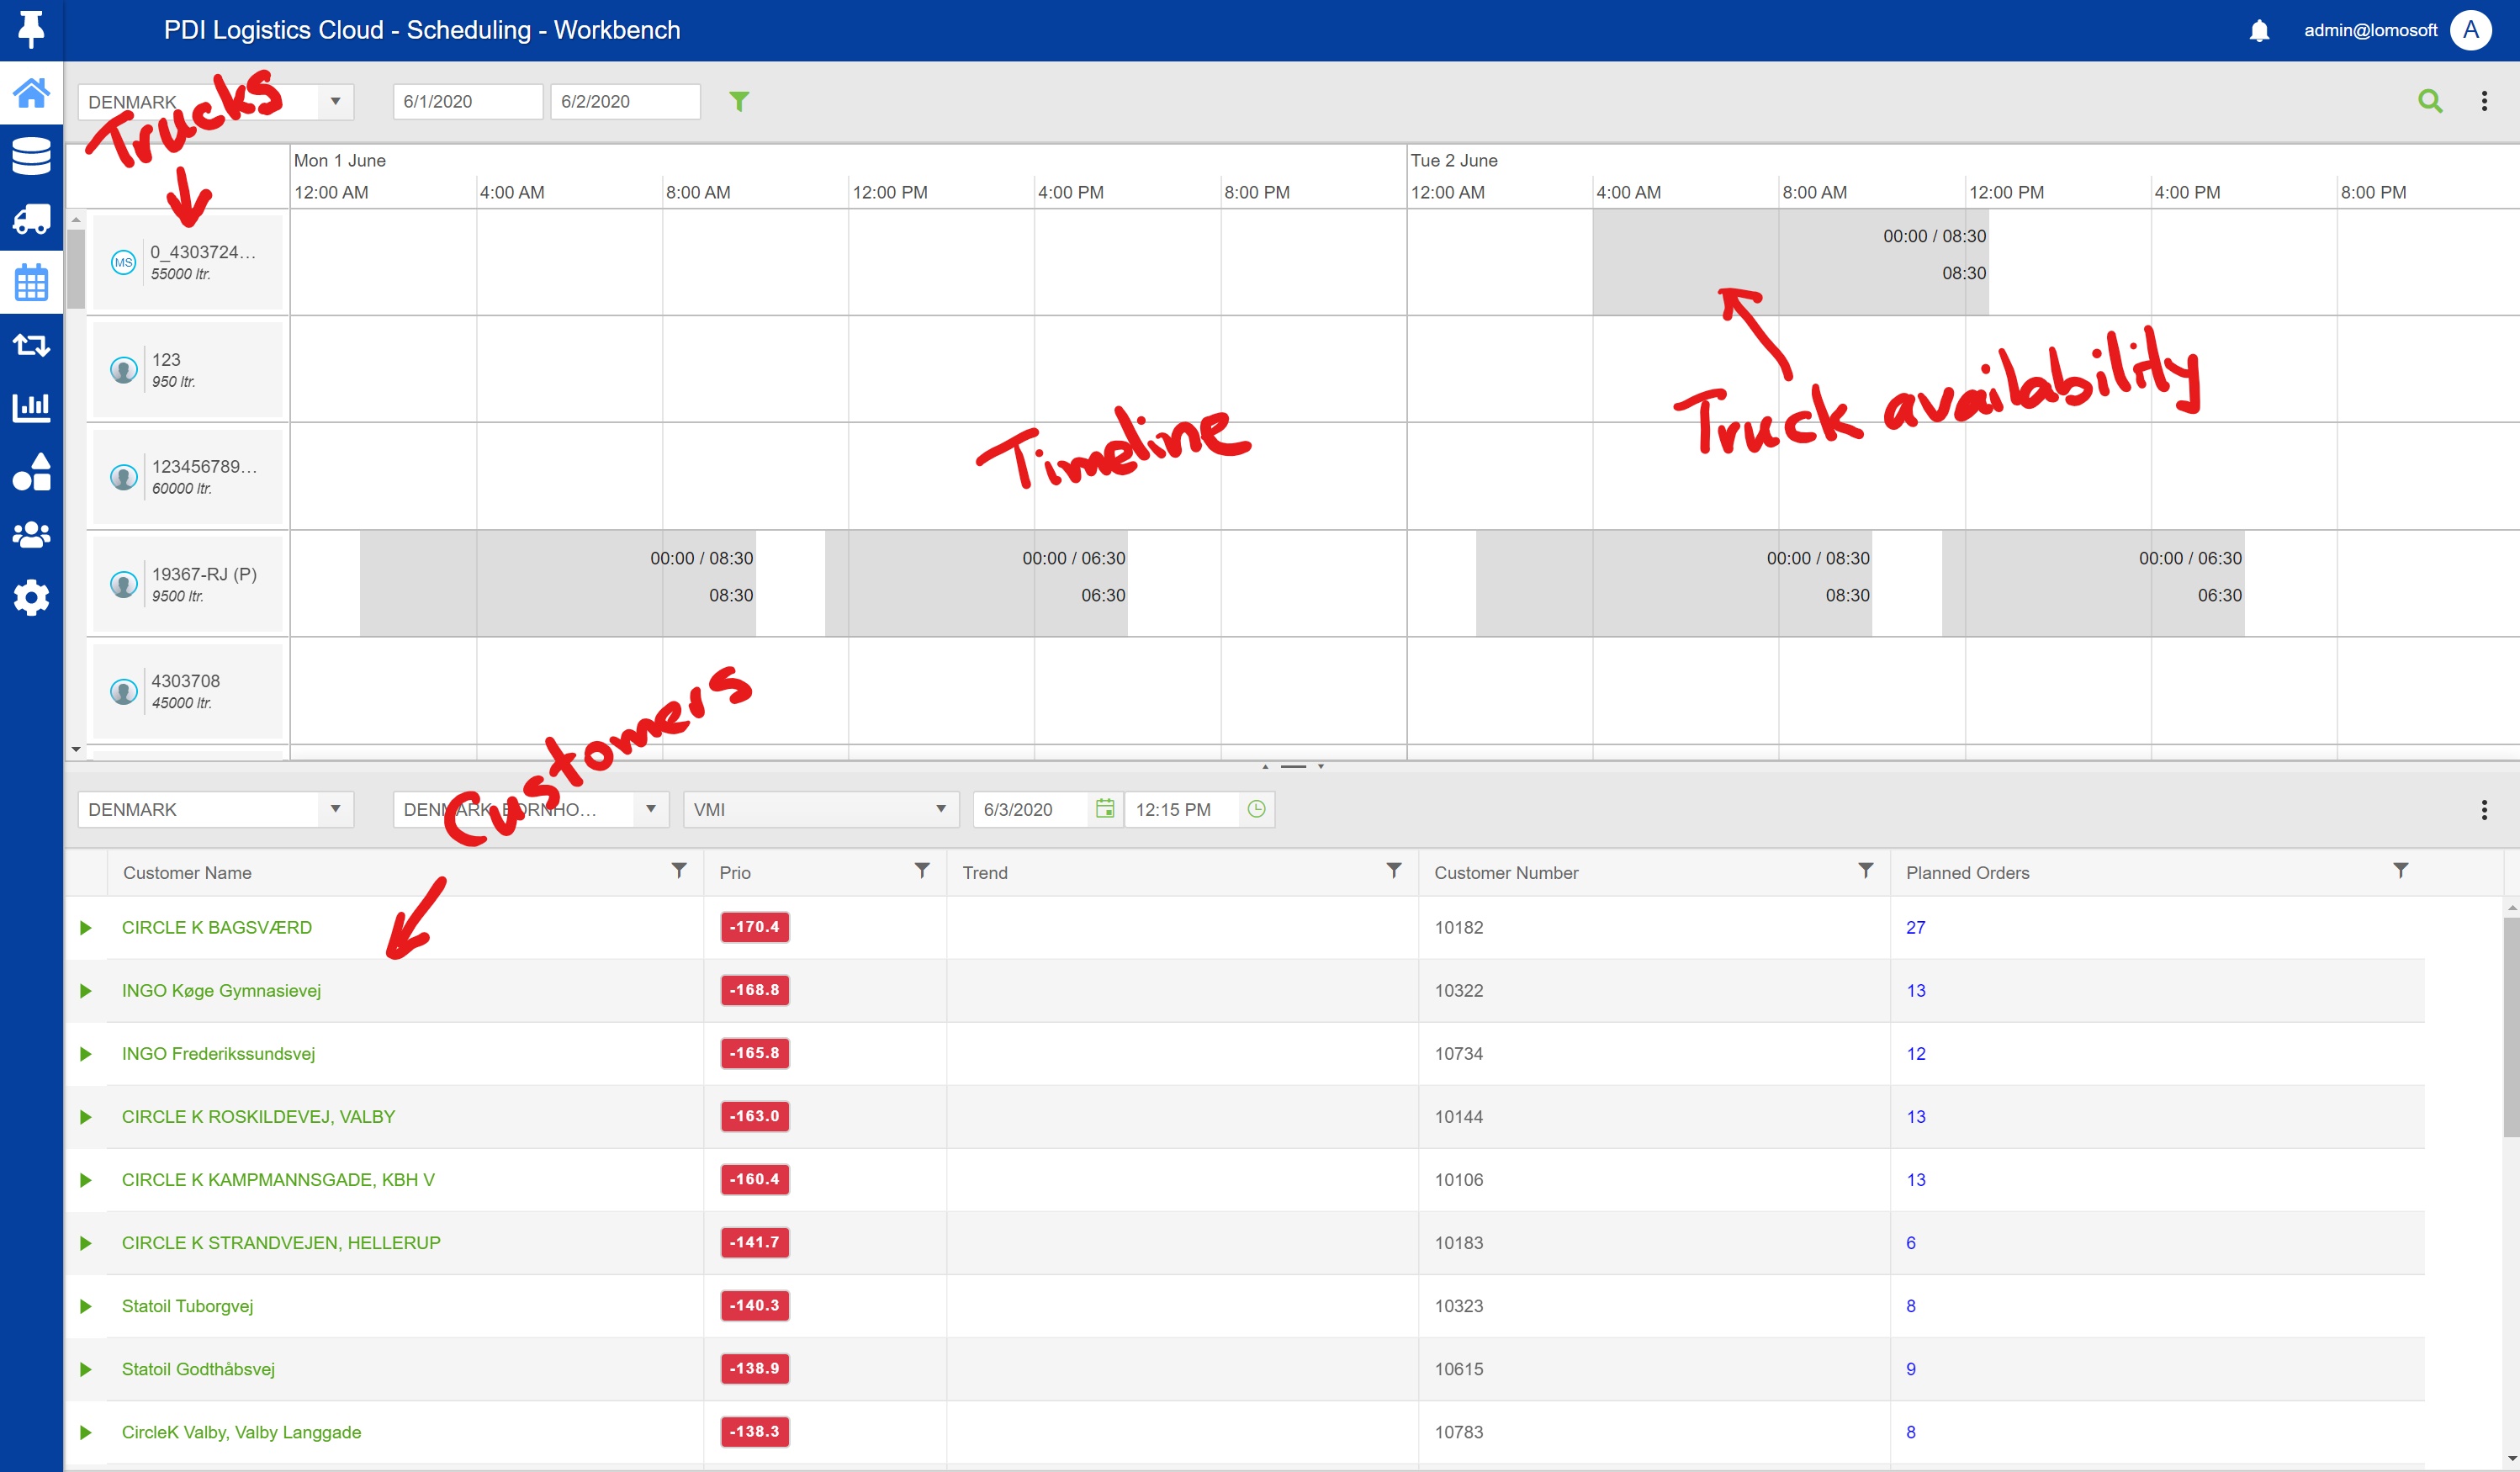 PDI Logistics Cloud - Scheduling - Workbench
admin@lomosoft
A
DENMARK
6/1/2020
6/2/2020
Trucks
Mon 1 June
Tue 2 June
12:00 AM
4:00 AM
8:00 AM
12:00 PM
4:00 PM
8:00 PM
12:00 AM
4:00 AM
8:00 AM
12:00 PM
4:00 PM
8:00 PM
MS
0_4303724...
55000 ltr.
00:00 / 08:30
08:30
123
950 ltr.
Truck availability
Timeline
123456789...
60000 ltr.
19367-RJ (P)
9500 ltr.
00:00 / 08:30
08:30
00:00 / 06:30
06:30
00:00 / 08:30
08:30
00:00 / 06:30
06:30
4303708
45000 ltr.
Customers
DENMARK
DENMARK, BORNHO...
VMI
6/3/2020
12:15 PM
Customer Name
Prio
Trend
Customer Number
Planned Orders
CIRCLE K BAGSVÆRD
-170.4
10182
27
INGO Køge Gymnasievej
-168.8
10322
13
INGO Frederikssundsvej
-165.8
10734
12
CIRCLE K ROSKILDEVEJ, VALBY
-163.0
10144
13
CIRCLE K KAMPMANNSGADE, KBH V
-160.4
10106
13
CIRCLE K STRANDVEJEN, HELLERUP
-141.7
10183
6
Statoil Tuborgvej
-140.3
10323
8
Statoil Godthåbsvej
-138.9
10615
9
CircleK Valby, Valby Langgade
-138.3
10783
8